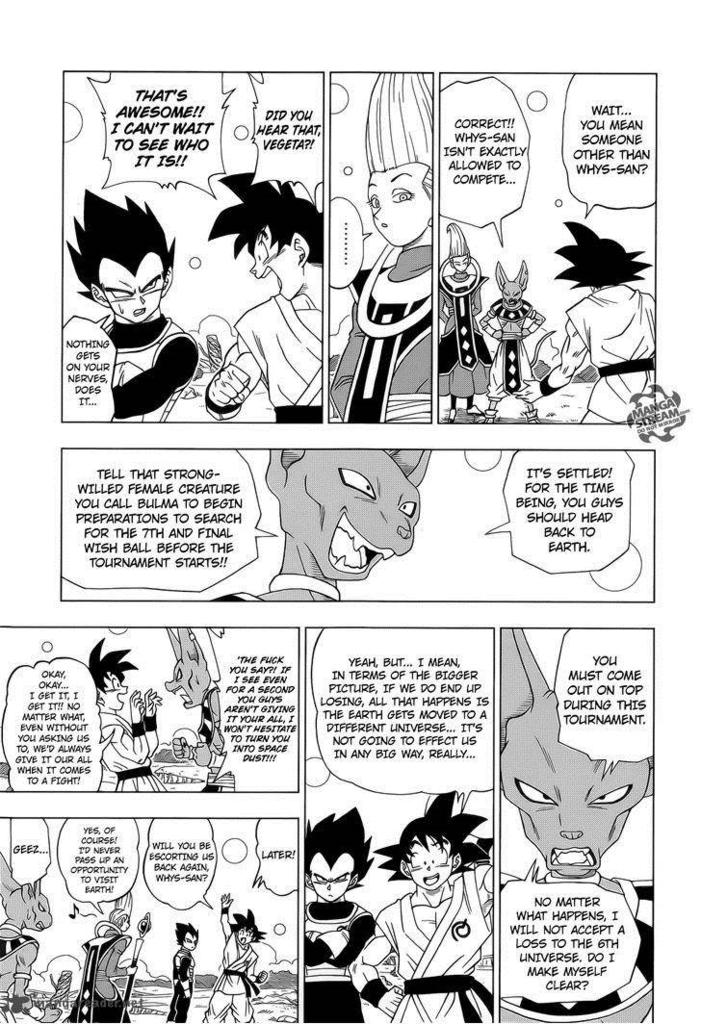 WAIT...
YOU MEAN
SOMEONE
OTHER THAN
WHYS-SAN?
CORRECT!!
WHYS-SAN
ISN'T EXACTLY
ALLOWED TO
COMPETE...
.........
DID YOU
HEAR THAT,
VEGETA?!
THAT'S
AWESOME!!
I CAN'T WAIT
TO SEE WHO
IT IS!!
NOTHING
GETS
ON YOUR
NERVES,
DOES
IT...
MANGA
STREAM
DO NOT MIRROR
IT'S SETTLED!
FOR THE TIME
BEING, YOU GUYS
SHOULD HEAD
BACK TO
EARTH.
TELL THAT STRONG-
WILLED FEMALE CREATURE
YOU CALL BULMA TO BEGIN
PREPARATIONS TO SEARCH
FOR THE 7TH AND FINAL
WISH BALL BEFORE THE
TOURNAMENT STARTS!!
YOU
MUST COME
OUT ON TOP
DURING THIS
TOURNAMENT.
NO MATTER
WHAT HAPPENS, I
WILL NOT ACCEPT A
LOSS TO THE 6TH
UNIVERSE. DO I
MAKE MYSELF
CLEAR?
YEAH, BUT... I MEAN,
IN TERMS OF THE BIGGER
PICTURE, IF WE DO END UP
LOSING, ALL THAT HAPPENS IS
THE EARTH GETS MOVED TO A
DIFFERENT UNIVERSE... IT'S
NOT GOING TO EFFECT US
IN ANY BIG WAY, REALLY...
'THE FUCK
YOU SAY?! IF
I SEE EVEN
FOR A SECOND
YOU GUYS
AREN'T GIVING
IT YOUR ALL, I
WON'T HESITATE
TO TURN YOU
INTO SPACE
DUST!!!
OKAY,
OKAY...
I GET IT, I
GET IT!! NO
MATTER WHAT,
EVEN WITHOUT
YOU ASKING US
TO, WE'D ALWAYS
GIVE IT OUR ALL
WHEN IT COMES
TO A FIGHT!
LATER!
WILL YOU BE
ESCORTING US
BACK AGAIN,
WHYS-SAN?
YES, OF
COURSE!
I'D NEVER
PASS UP AN
OPPORTUNITY
TO VISIT
EARTH!
GEEZ...
mangareader.net